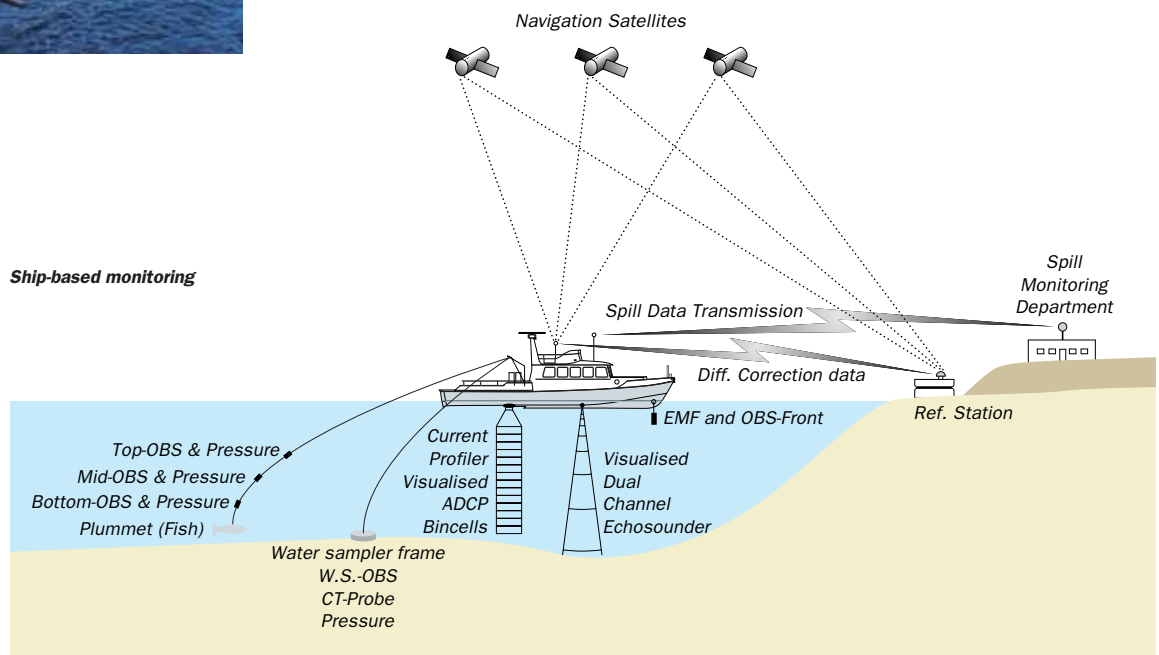 Navigation Satellites
Ship-based monitoring
Spill
Monitoring
Department
Spill Data Transmission
Diff. Correction data
Ref. Station
EMF and OBS-Front
Top-OBS & Pressure
Mid-OBS & Pressure
Bottom-OBS & Pressure
Plummet (Fish)
Current
Profiler
Visualised
ADCP
Bincells
Visualised
Dual
Channel
Echosounder
Water sampler frame
W.S.-OBS
CT-Probe
Pressure